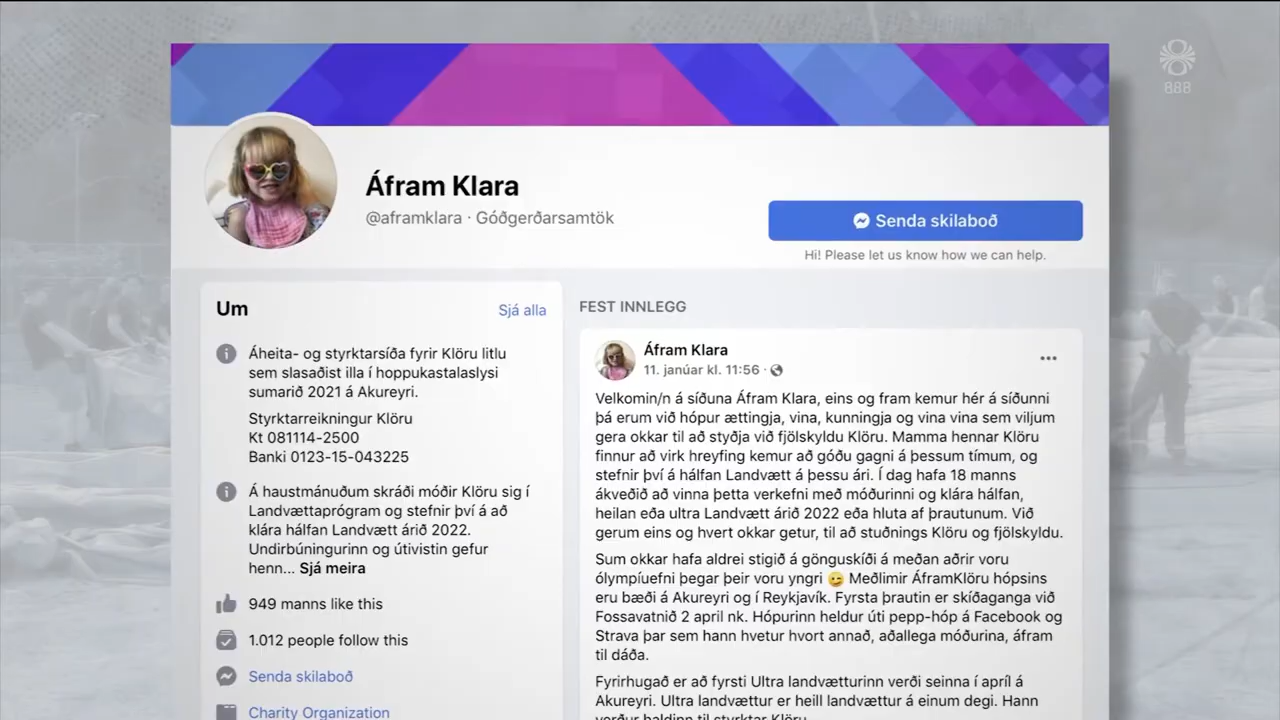 888
Áfram Klara
@aframklara · Góðgerðarsamtök
Senda skilaboð
Hi! Please let us know how we can help.
Um
Sjá alla
Áheita- og styrktarsíða fyrir Klöru litlu
sem slasaðist illa í hoppukastalaslysi
sumarið 2021 á Akureyri.
Styrktarreikningur Klöru
Kt 081114-2500
Banki 0123-15-043225
Á haustmánuðum skráði móðir Klöru sig í
Landvættaprógram og stefnir því á að
klára hálfan Landvætt árið 2022.
Undirbúningurinn og útivistin gefur
henn... Sjá meira
949 manns like this
1.012 people follow this
Senda skilaboð
Charity Organization
FEST INNLEGG
Áfram Klara
11. janúar kl. 11:56 ·
Velkomin/n á síðuna Áfram Klara, eins og fram kemur hér á síðunni
þá erum við hópur ættingja, vina, kunningja og vina vina sem viljum
gera okkar til að styðja við fjölskyldu Klöru. Mamma hennar Klöru
finnur að virk hreyfing kemur að góðu gagni á þessum tímum, og
stefnir því á hálfan Landvætt á þessu ári. Í dag hafa 18 manns
ákveðið að vinna þetta verkefni með móðurinni og klára hálfan,
heilan eða ultra Landvætt árið 2022 eða hluta af þrautunum. Við
gerum eins og hvert okkar getur, til að stuðnings Klöru og fjölskyldu.
Sum okkar hafa aldrei stigið á gönguskíði á meðan aðrir voru
ólympíuefni þegar þeir voru yngri 😉 Meðlimir ÁframKlöru hópsins
eru bæði á Akureyri og í Reykjavík. Fyrsta þrautin er skíðaganga við
Fossavatnið 2 april nk. Hópurinn heldur úti pepp-hóp á Facebook og
Strava þar sem hann hvetur hvort annað, aðallega móðurina, áfram
til dáða.
Fyrirhugað er að fyrsti Ultra landvætturinn verði seinna í apríl á
Akureyri. Ultra landvættur er heill landvættur á einum degi. Hann
verður haldinn til styrktar Klöru.